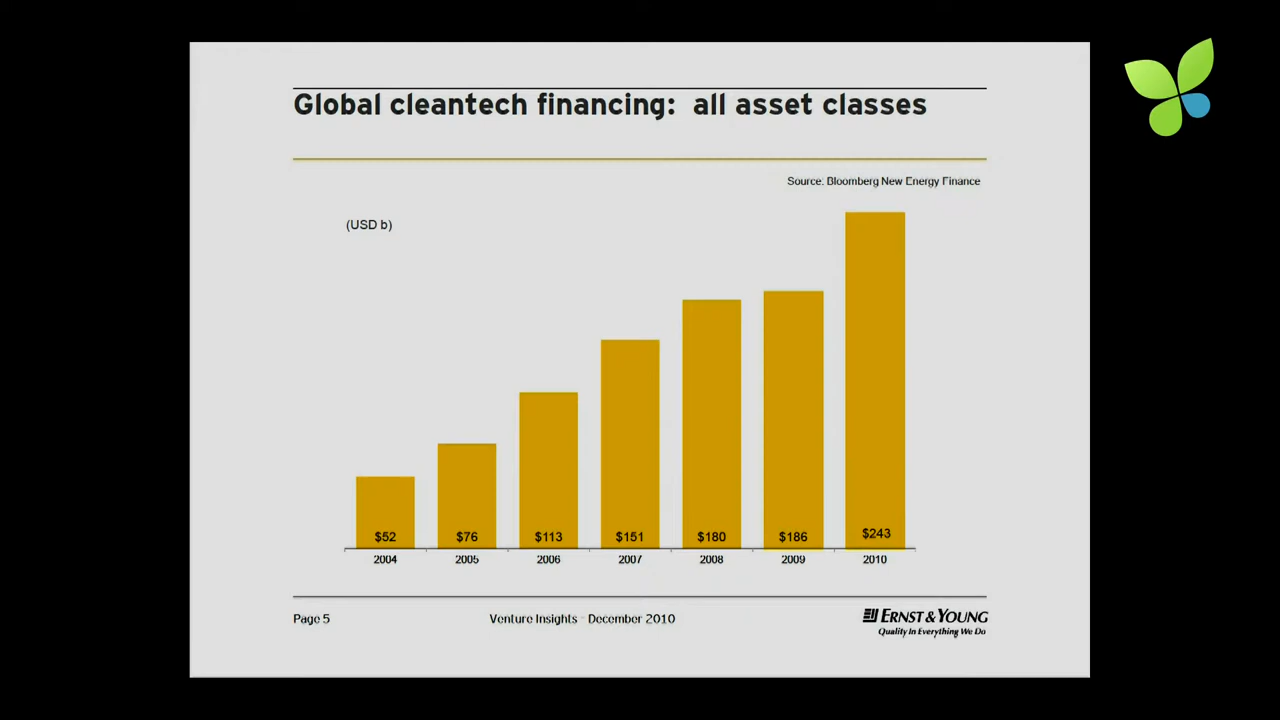 Global cleantech financing: all asset classes
Source: Bloomberg New Energy Finance
(USD b)
$52 $76 $113 $151 $180 $186 $243
2004 2005 2006 2007 2008 2009 2010
Page 5 Venture Insights - December 2010 ERNST & YOUNG
Quality In Everything We Do